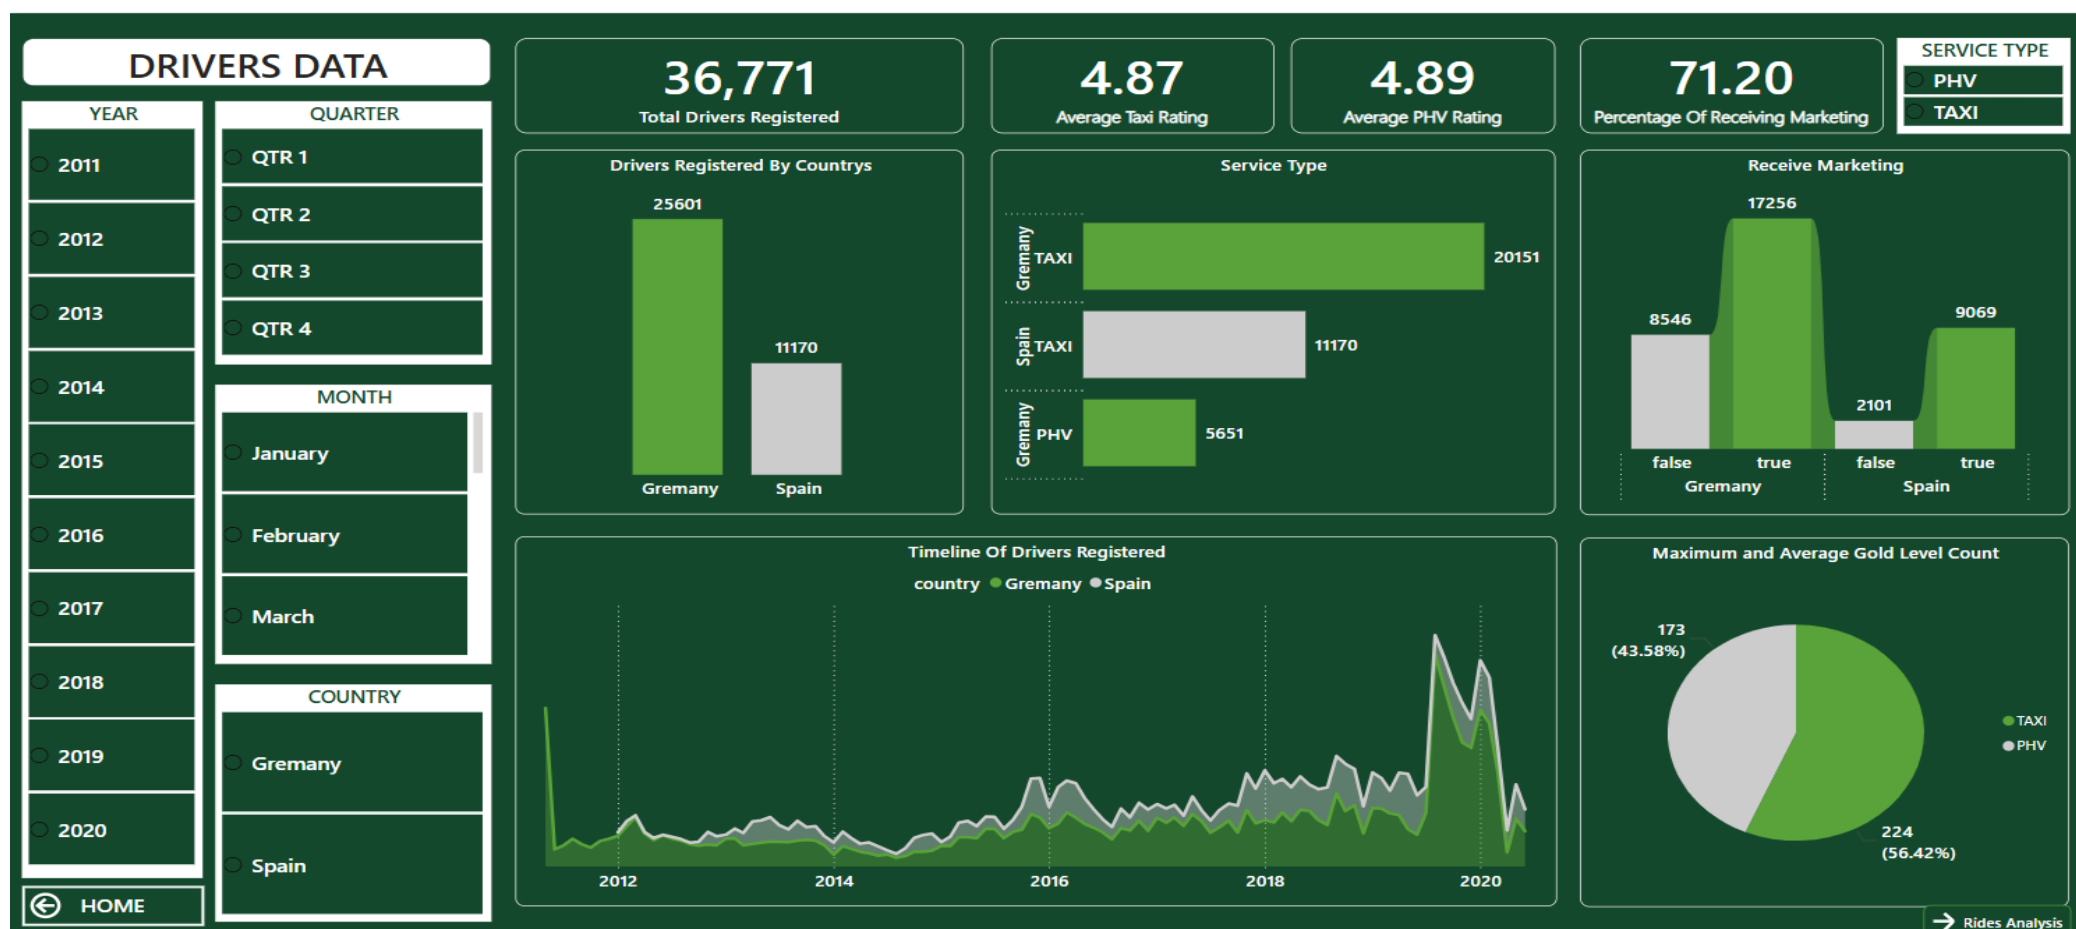 DRIVERS DATA
36,771
Total Drivers Registered
4.87
Average Taxi Rating
4.89
Average PHV Rating
71.20
Percentage Of Receiving Marketing
SERVICE TYPE
PHV
TAXI
YEAR
2011
2012
2013
2014
2015
2016
2017
2018
2019
2020
HOME
QUARTER
QTR 1
QTR 2
QTR 3
QTR 4
MONTH
January
February
March
COUNTRY
Gremany
Spain
Drivers Registered By Countrys
25601
11170
Gremany
Spain
Service Type
Gremany
TAXI
20151
Spain
TAXI
11170
Gremany
PHV
5651
Receive Marketing
17256
8546
9069
2101
false true false true
Gremany Spain
Timeline Of Drivers Registered
country Gremany Spain
2012 2014 2016 2018 2020
Maximum and Average Gold Level Count
173
(43.58%)
TAXI
PHV
224
(56.42%)
Rides Analysis